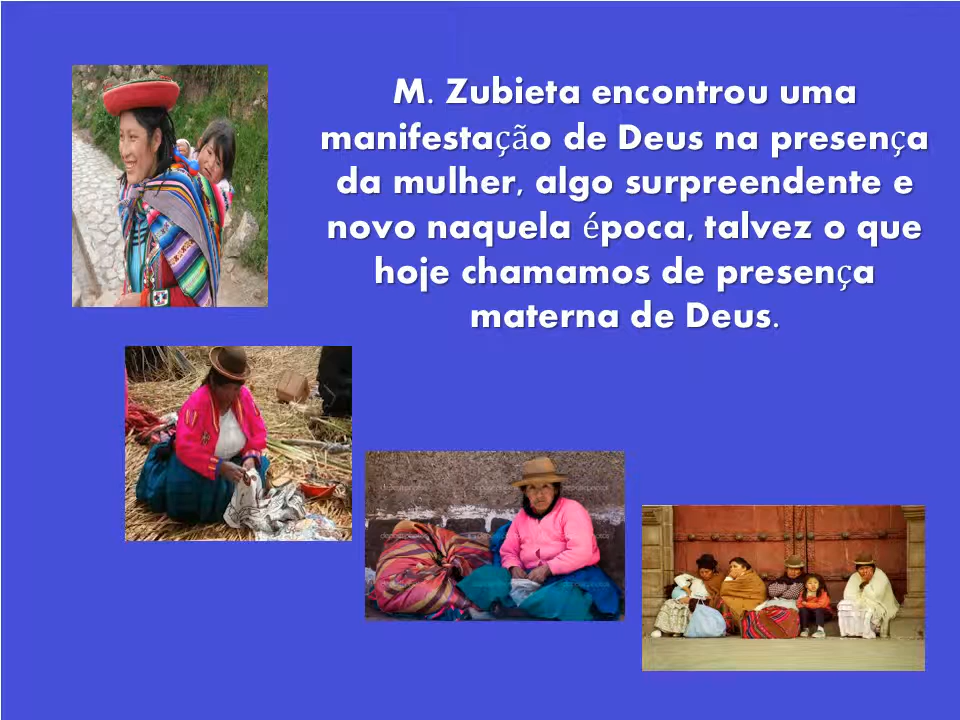 M. Zubieta encontrou uma
manifestação de Deus na presença
da mulher, algo surpreendente e
novo naquela época, talvez o que
hoje chamamos de presença
materna de Deus.